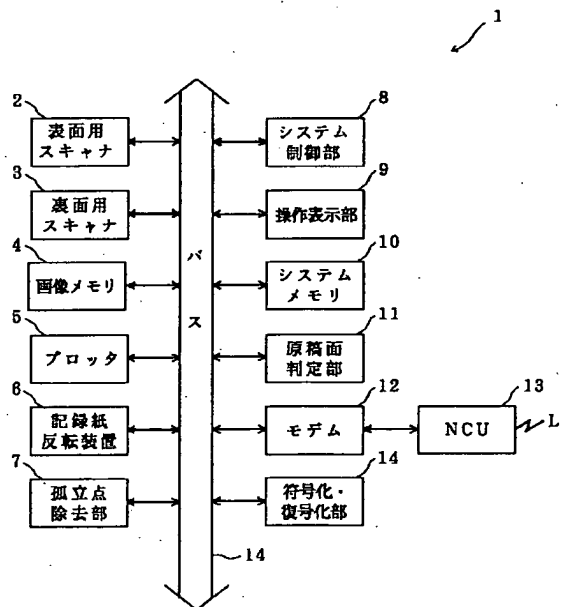 1
2
表面用
スキャナ
3
裏面用
スキャナ
4
画像メモリ
5
プロッタ
6
記録紙
反転装置
7
孤立点
除去部
バ
ス
14
8
システム
制御部
9
操作表示部
10
システム
メモリ
11
原稿面
判定部
12
モデム
13
NCU
L
14
符号化・
復号化部